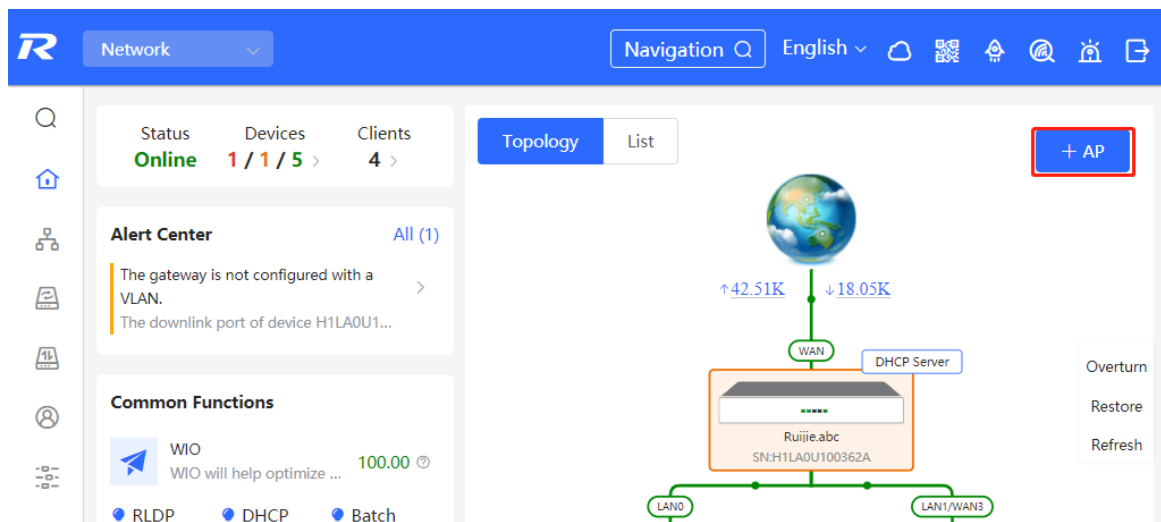 Network
Navigation
English
Status Devices Clients
Online 1 / 1 / 5 > 4 >
Topology List
+ AP
Alert Center All (1)
The gateway is not configured with a
VLAN.
The downlink port of device H1LA0U1...
↑42.51K ↓18.05K
WAN
DHCP Server
Overturn
Restore
Refresh
Common Functions
WIO 100.00
WIO will help optimize ...
Ruijie.abc
SN:H1LA0U100362A
RLDP DHCP Batch
LAN0 LAN1/WAN3